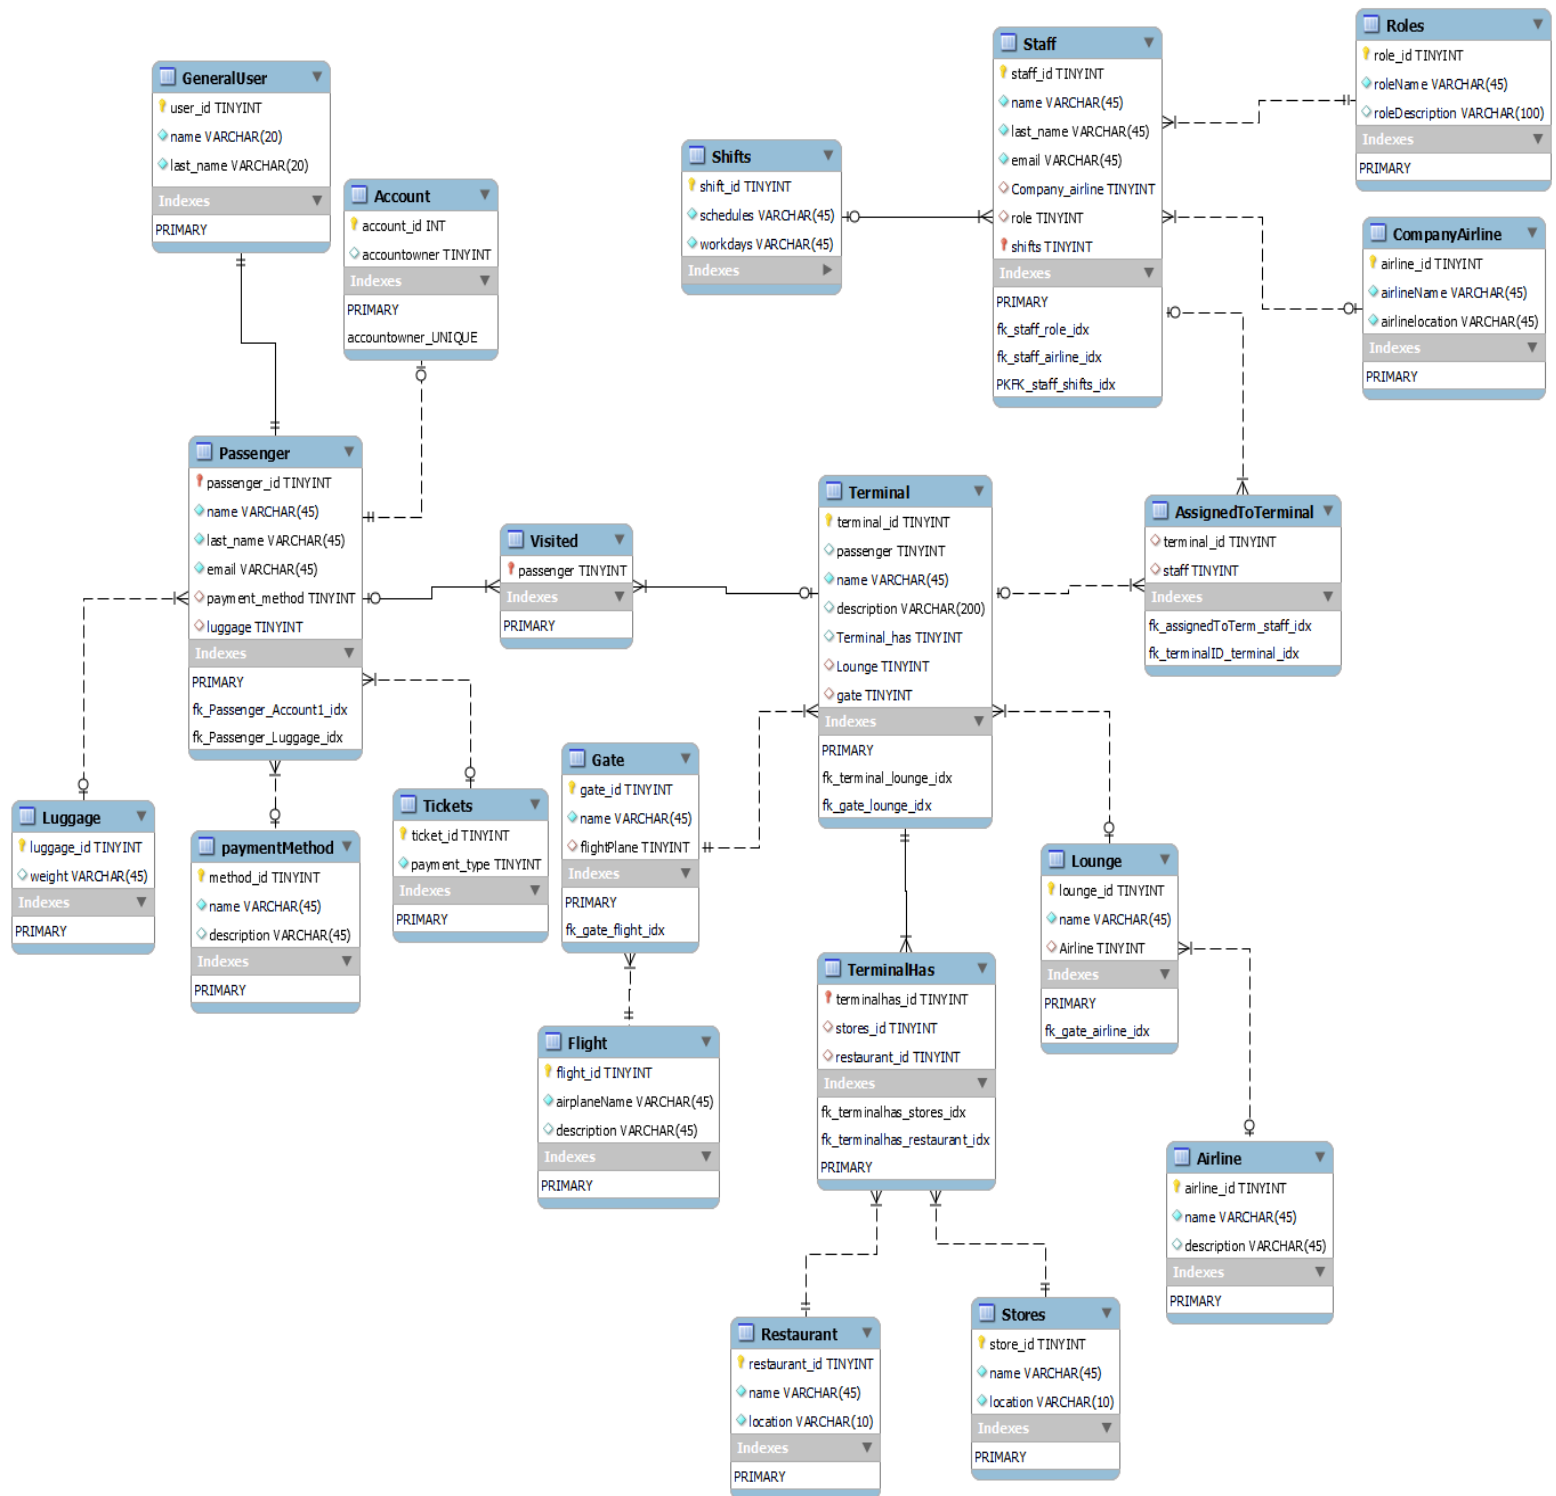 GeneralUser
user_id TINYINT
name VARCHAR(20)
last_name VARCHAR(20)
Indexes
PRIMARY
Account
account_id INT
accountowner TINYINT
Indexes
PRIMARY
accountowner_UNIQUE
Shifts
shift_id TINYINT
schedules VARCHAR(45)
workdays VARCHAR(45)
Indexes
Staff
staff_id TINYINT
name VARCHAR(45)
last_name VARCHAR(45)
email VARCHAR(45)
Company_airline TINYINT
role TINYINT
shifts TINYINT
Indexes
PRIMARY
fk_staff_role_idx
fk_staff_airline_idx
PKFK_staff_shifts_idx
Roles
role_id TINYINT
roleName VARCHAR(45)
roleDescription VARCHAR(100)
Indexes
PRIMARY
CompanyAirline
airline_id TINYINT
airlineName VARCHAR(45)
airlinelocation VARCHAR(45)
Indexes
PRIMARY
Passenger
passenger_id TINYINT
name VARCHAR(45)
last_name VARCHAR(45)
email VARCHAR(45)
payment_method TINYINT
luggage TINYINT
Indexes
PRIMARY
fk_Passenger_Account1_idx
fk_Passenger_Luggage_idx
Visited
passenger TINYINT
Indexes
PRIMARY
Terminal
terminal_id TINYINT
passenger TINYINT
name VARCHAR(45)
description VARCHAR(200)
Terminal_has TINYINT
Lounge TINYINT
gate TINYINT
Indexes
PRIMARY
fk_terminal_lounge_idx
fk_gate_lounge_idx
AssignedToTerminal
terminal_id TINYINT
staff TINYINT
Indexes
fk_assignedToTerm_staff_idx
fk_terminalID_terminal_idx
Luggage
luggage_id TINYINT
weight VARCHAR(45)
Indexes
PRIMARY
paymentMethod
method_id TINYINT
name VARCHAR(45)
description VARCHAR(45)
Indexes
PRIMARY
Tickets
ticket_id TINYINT
payment_type TINYINT
Indexes
PRIMARY
Gate
gate_id TINYINT
name VARCHAR(45)
flightPlane TINYINT
Indexes
PRIMARY
fk_gate_flight_idx
Lounge
lounge_id TINYINT
name VARCHAR(45)
Airline TINYINT
Indexes
PRIMARY
fk_gate_airline_idx
Flight
flight_id TINYINT
airplaneName VARCHAR(45)
description VARCHAR(45)
Indexes
PRIMARY
TerminalHas
terminalhas_id TINYINT
stores_id TINYINT
restaurant_id TINYINT
Indexes
fk_terminalhas_stores_idx
fk_terminalhas_restaurant_idx
PRIMARY
Airline
airline_id TINYINT
name VARCHAR(45)
description VARCHAR(45)
Indexes
PRIMARY
Restaurant
restaurant_id TINYINT
name VARCHAR(45)
location VARCHAR(10)
Indexes
PRIMARY
Stores
store_id TINYINT
name VARCHAR(45)
location VARCHAR(10)
Indexes
PRIMARY